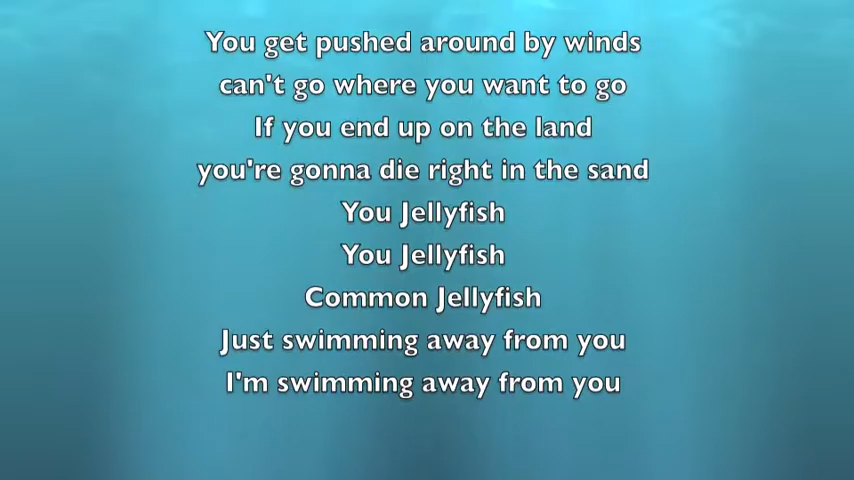 You get pushed around by winds
can't go where you want to go
If you end up on the land
you're gonna die right in the sand
You Jellyfish
You Jellyfish
Common Jellyfish
Just swimming away from you
I'm swimming away from you